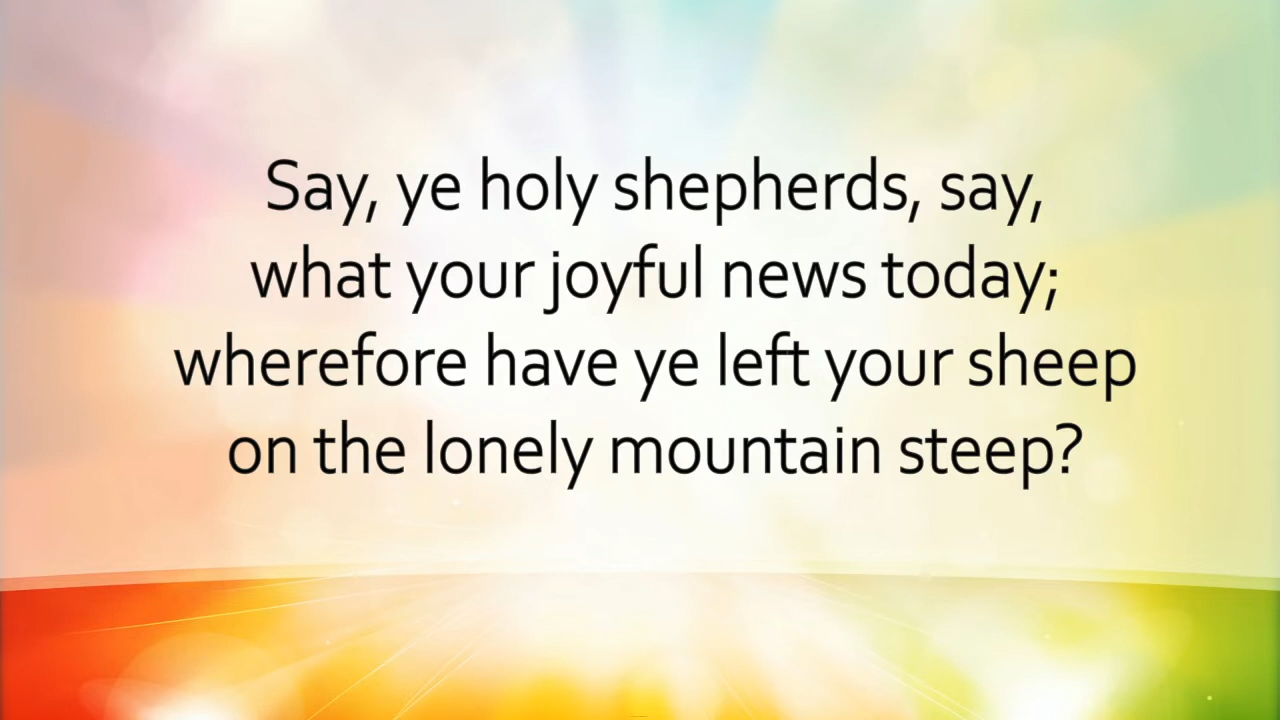 Say, ye holy shepherds, say,
what your joyful news today;
wherefore have ye left your sheep
on the lonely mountain steep?